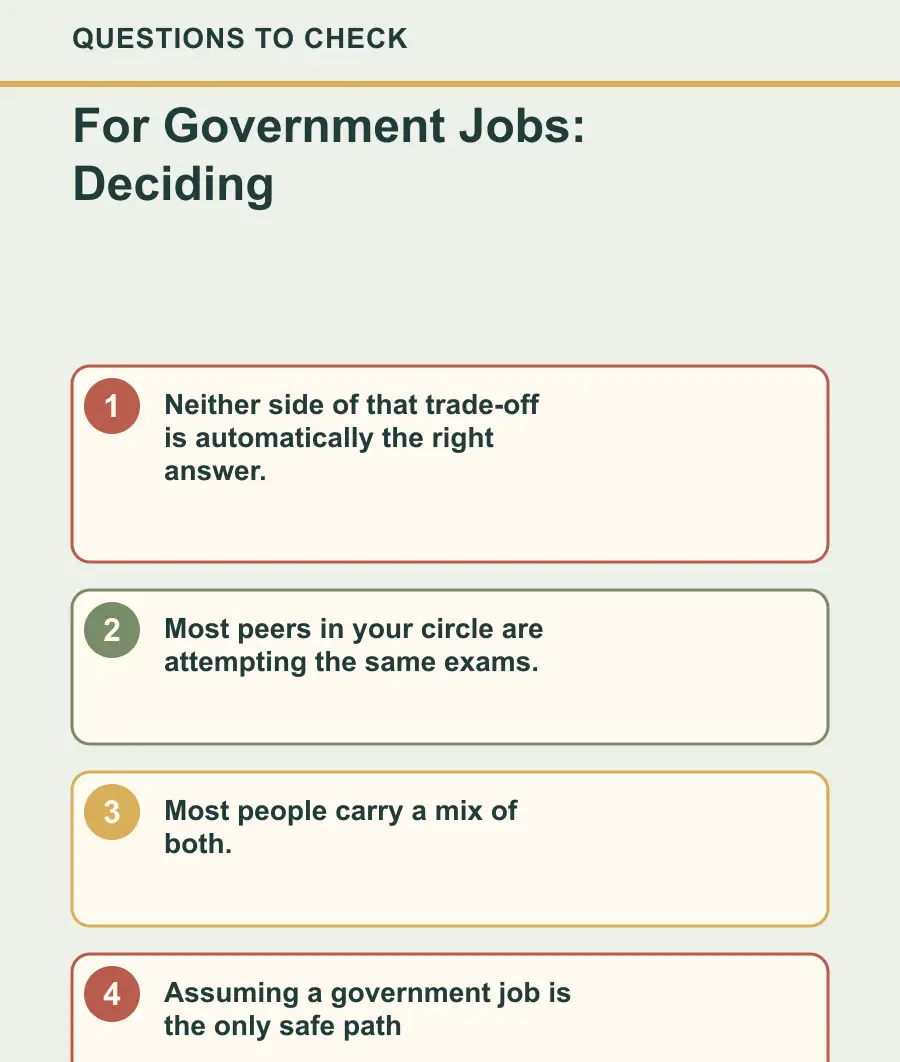 QUESTIONS TO CHECK
For Government Jobs:
Deciding
1
Neither side of that trade-off
is automatically the right
answer.
2
Most peers in your circle are
attempting the same exams.
3
Most people carry a mix of
both.
4
Assuming a government job is
the only safe path